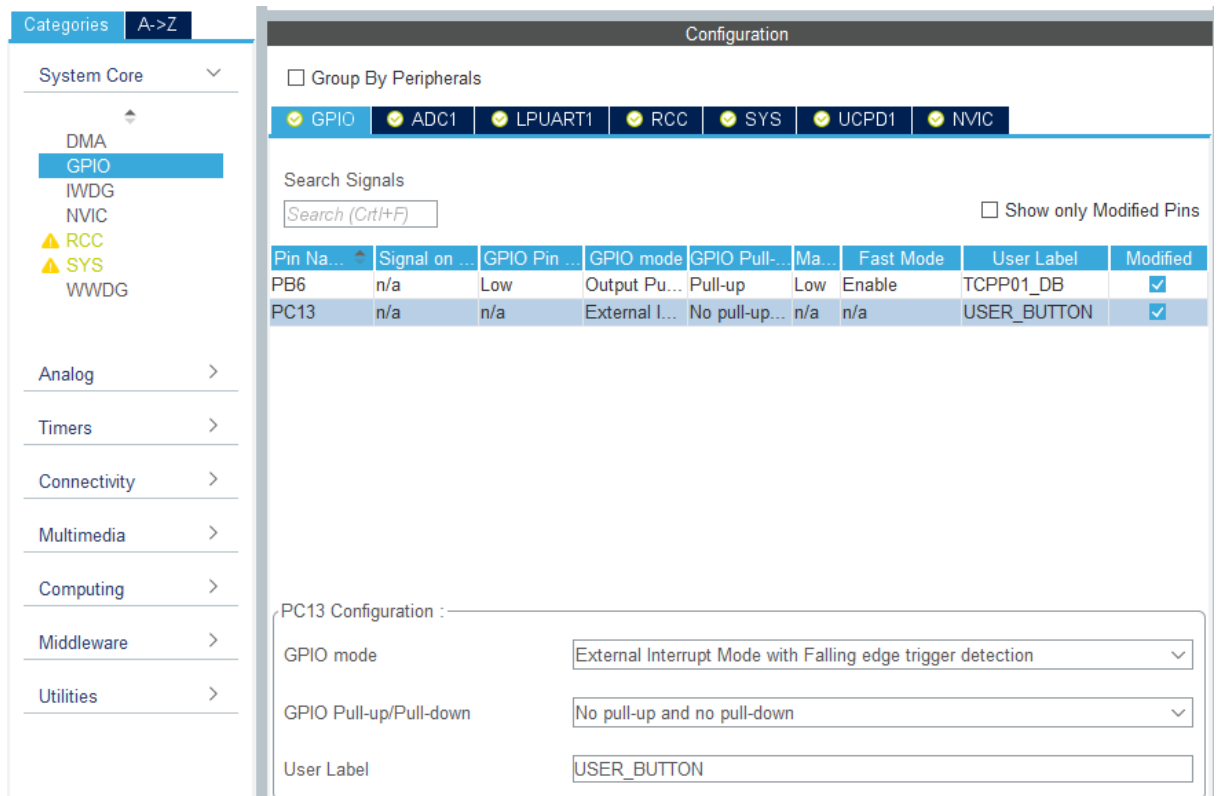 Categories A->Z
System Core
DMA
GPIO
IWDG
NVIC
RCC
SYS
WWDG
Analog
Timers
Connectivity
Multimedia
Computing
Middleware
Utilities
Configuration
Group By Peripherals
GPIO ADC1 LPUART1 RCC SYS UCPD1 NVIC
Search Signals
Search (Crtl+F)
Show only Modified Pins
Pin Na... Signal on ... GPIO Pin ... GPIO mode GPIO Pull-... Ma... Fast Mode User Label Modified
PB6 n/a Low Output Pu... Pull-up Low Enable TCPP01_DB
PC13 n/a n/a External I... No pull-up... n/a n/a USER_BUTTON
PC13 Configuration :
GPIO mode External Interrupt Mode with Falling edge trigger detection
GPIO Pull-up/Pull-down No pull-up and no pull-down
User Label USER_BUTTON